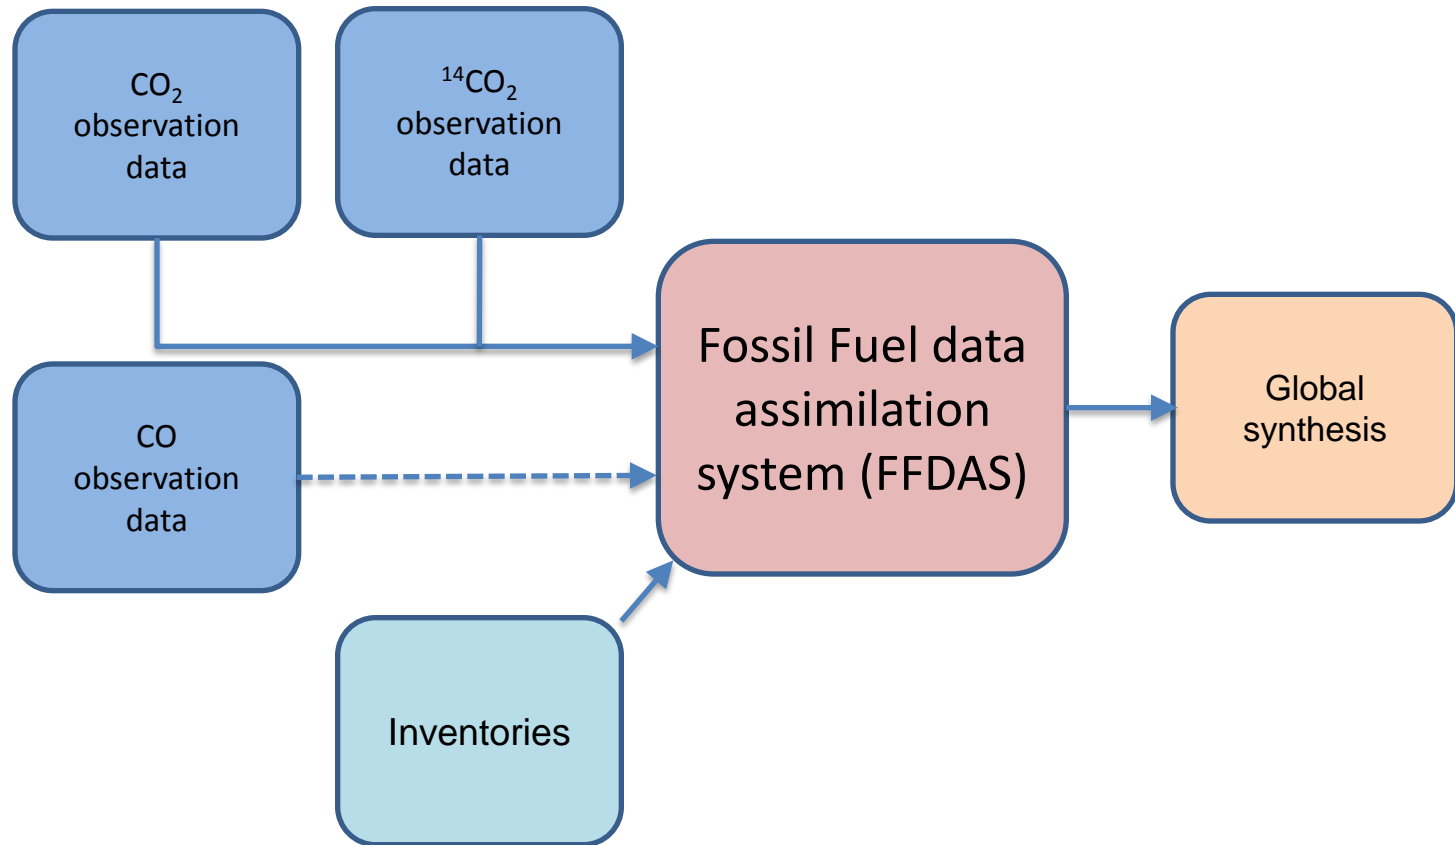 CO₂
observation
data
¹⁴CO₂
observation
data
CO
observation
data
Fossil Fuel data
assimilation
system (FFDAS)
Global
synthesis
Inventories